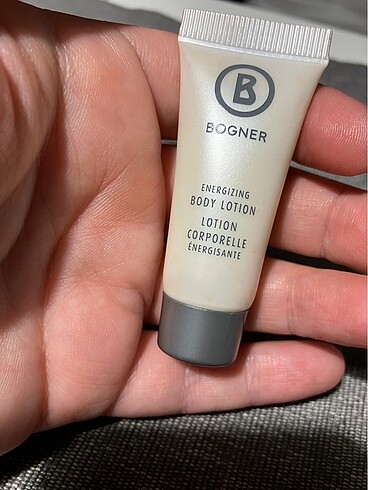 B
BOGNER
ENERGIZING
BODY LOTION
LOTION
CORPORELLE
ÉNERGISANTE